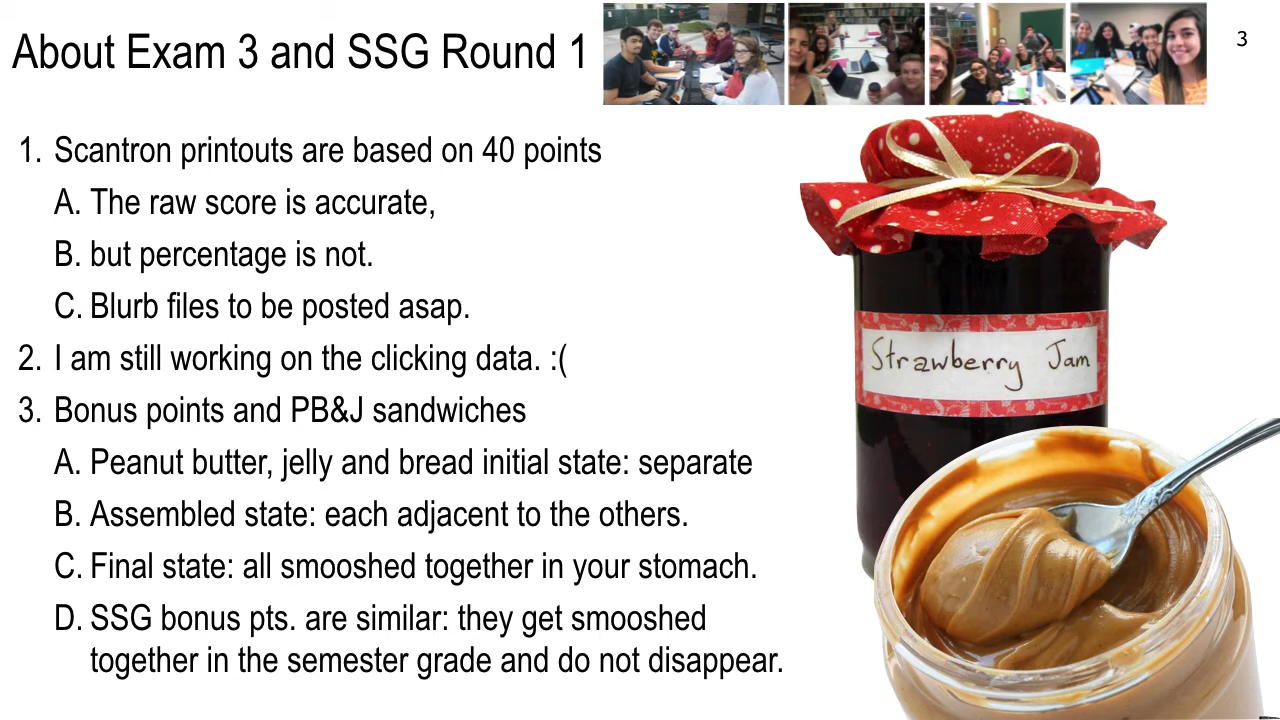 About Exam 3 and SSG Round 1
3
1. Scantron printouts are based on 40 points
A. The raw score is accurate,
B. but percentage is not.
C. Blurb files to be posted asap.
2. I am still working on the clicking data. :(
3. Bonus points and PB&J sandwiches
A. Peanut butter, jelly and bread initial state: separate
B. Assembled state: each adjacent to the others.
C. Final state: all smooshed together in your stomach.
D. SSG bonus pts. are similar: they get smooshed
together in the semester grade and do not disappear.
Strawberry Jam